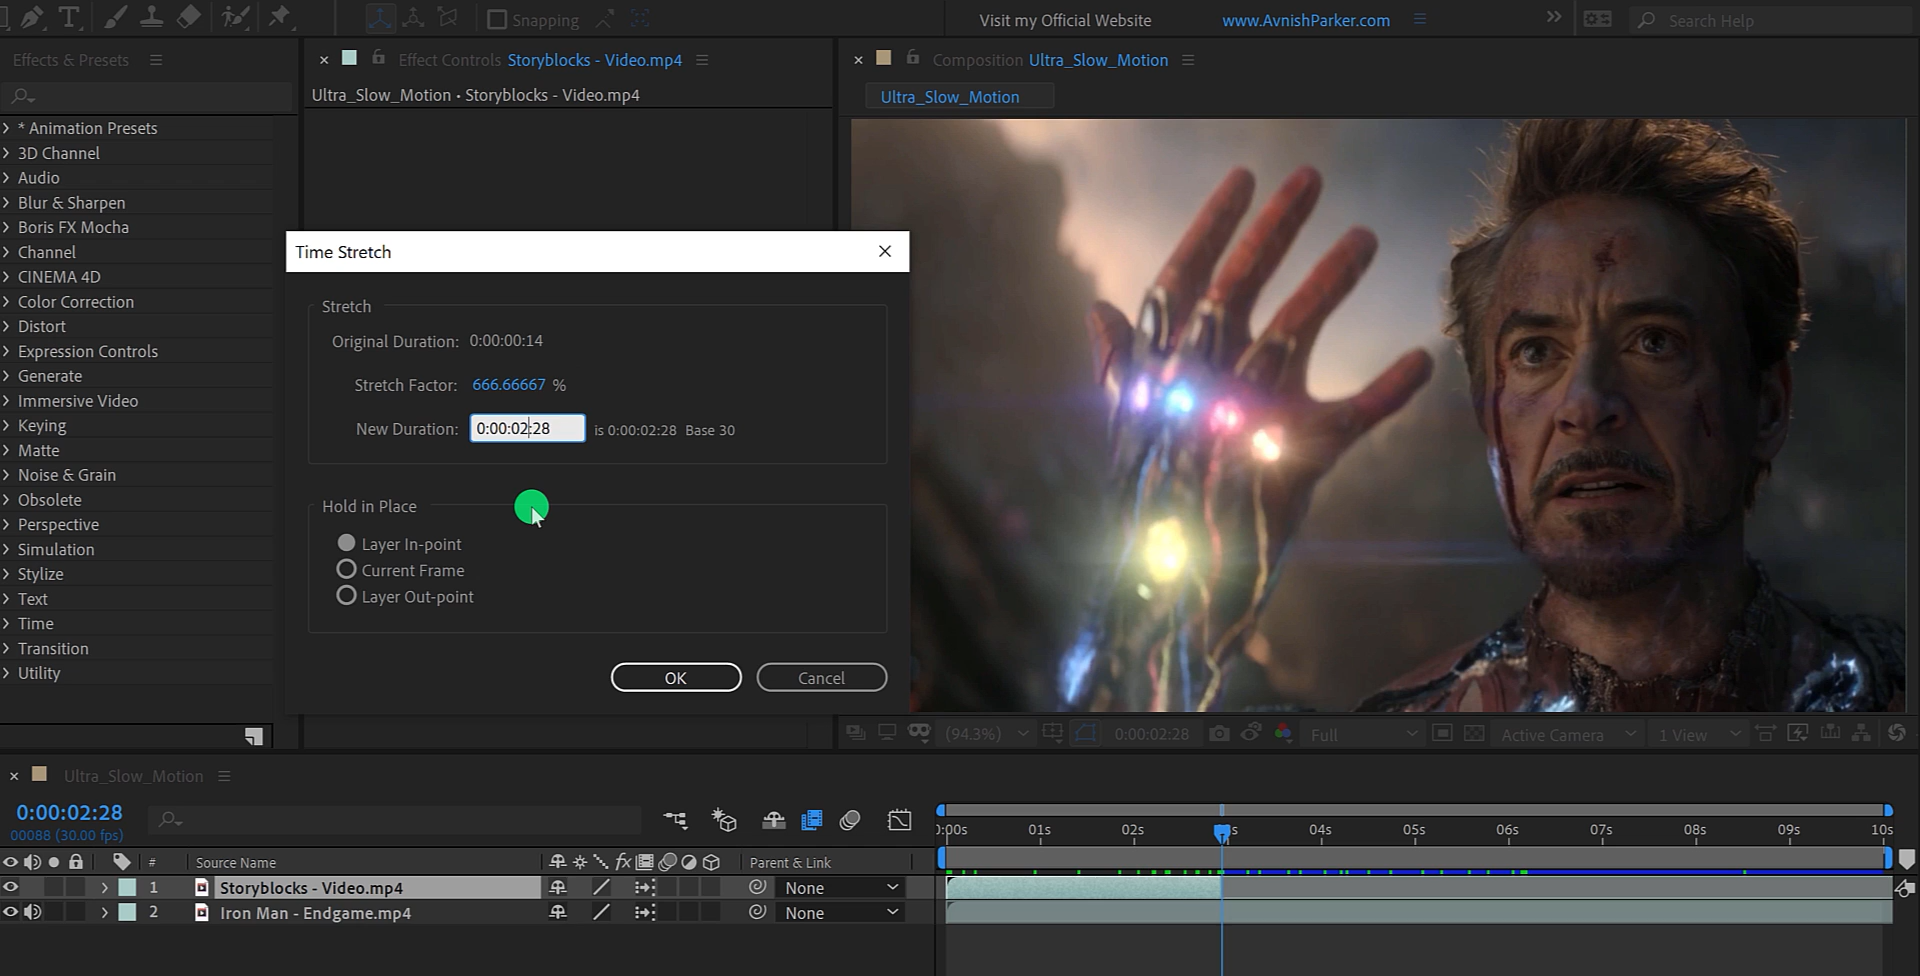 Snapping
Visit my Official Website
www.AvnishParker.com
Search Help
Effects & Presets
Effect Controls Storyblocks - Video.mp4
Composition Ultra_Slow_Motion
Ultra_Slow_Motion • Storyblocks - Video.mp4
Ultra_Slow_Motion
* Animation Presets
3D Channel
Audio
Blur & Sharpen
Boris FX Mocha
Channel
CINEMA 4D
Color Correction
Distort
Expression Controls
Generate
Immersive Video
Keying
Matte
Noise & Grain
Obsolete
Perspective
Simulation
Stylize
Text
Time
Transition
Utility
Time Stretch
Stretch
Original Duration: 0:00:00:14
Stretch Factor: 666.66667 %
New Duration: 0:00:02:28 is 0:00:02:28 Base 30
Hold in Place
Layer In-point
Current Frame
Layer Out-point
OK
Cancel
(94.3%)
0:00:02:28
Full
Active Camera
1 View
Ultra_Slow_Motion
0:00:02:28
00088 (30.00 fps)
):00s 01s 02s 04s 05s 06s 07s 08s 09s 10s
# Source Name fx Parent & Link
1 Storyblocks - Video.mp4 None
2 Iron Man - Endgame.mp4 None